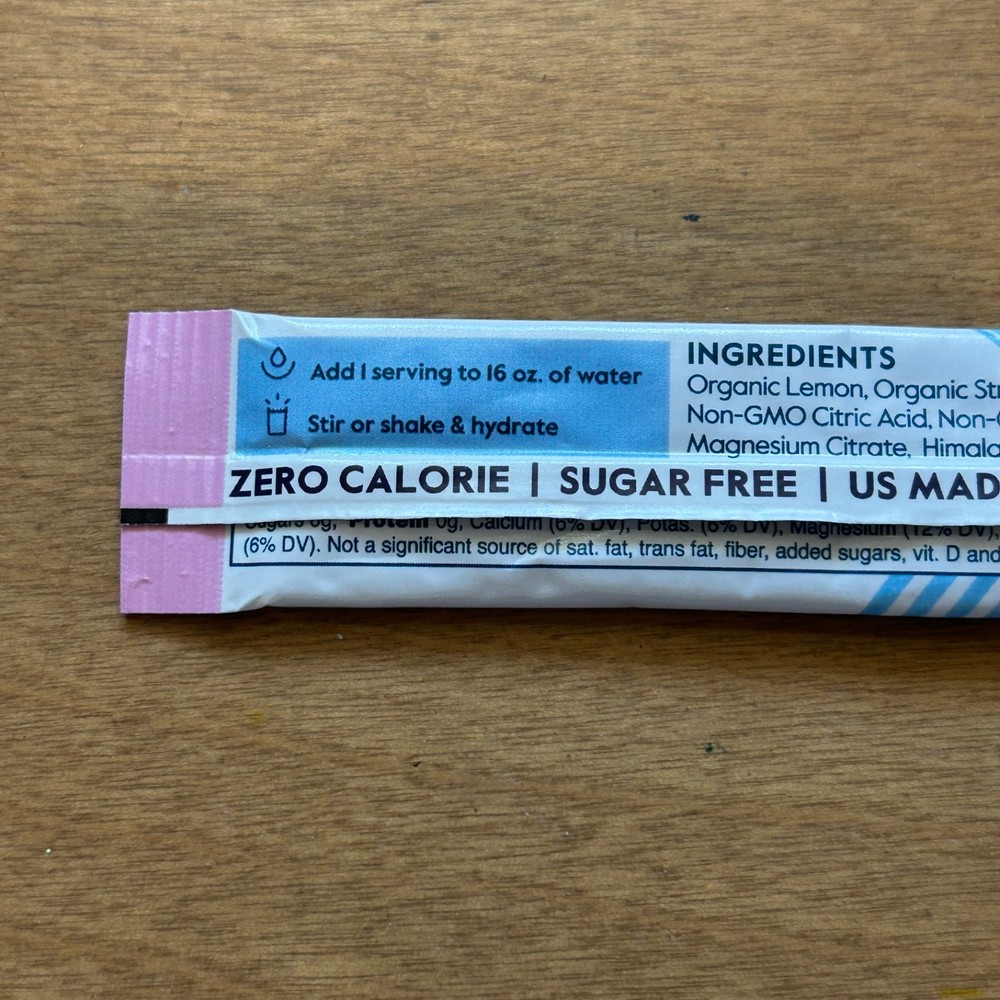 Add 1 serving to 16 oz. of water
Stir or shake & hydrate
INGREDIENTS
Organic Lemon, Organic
Non-GMO Citric Acid,
Magnesium Citrate,
ZERO CALORIE | SUGAR FREE | US
Sugars 0g, Protein 0g, Calcium (6% DV), Potas. (6% DV), Magnesium (12% DV),
(6% DV). Not a significant source of sat. fat, trans fat, fiber, added sugars, vit. D and